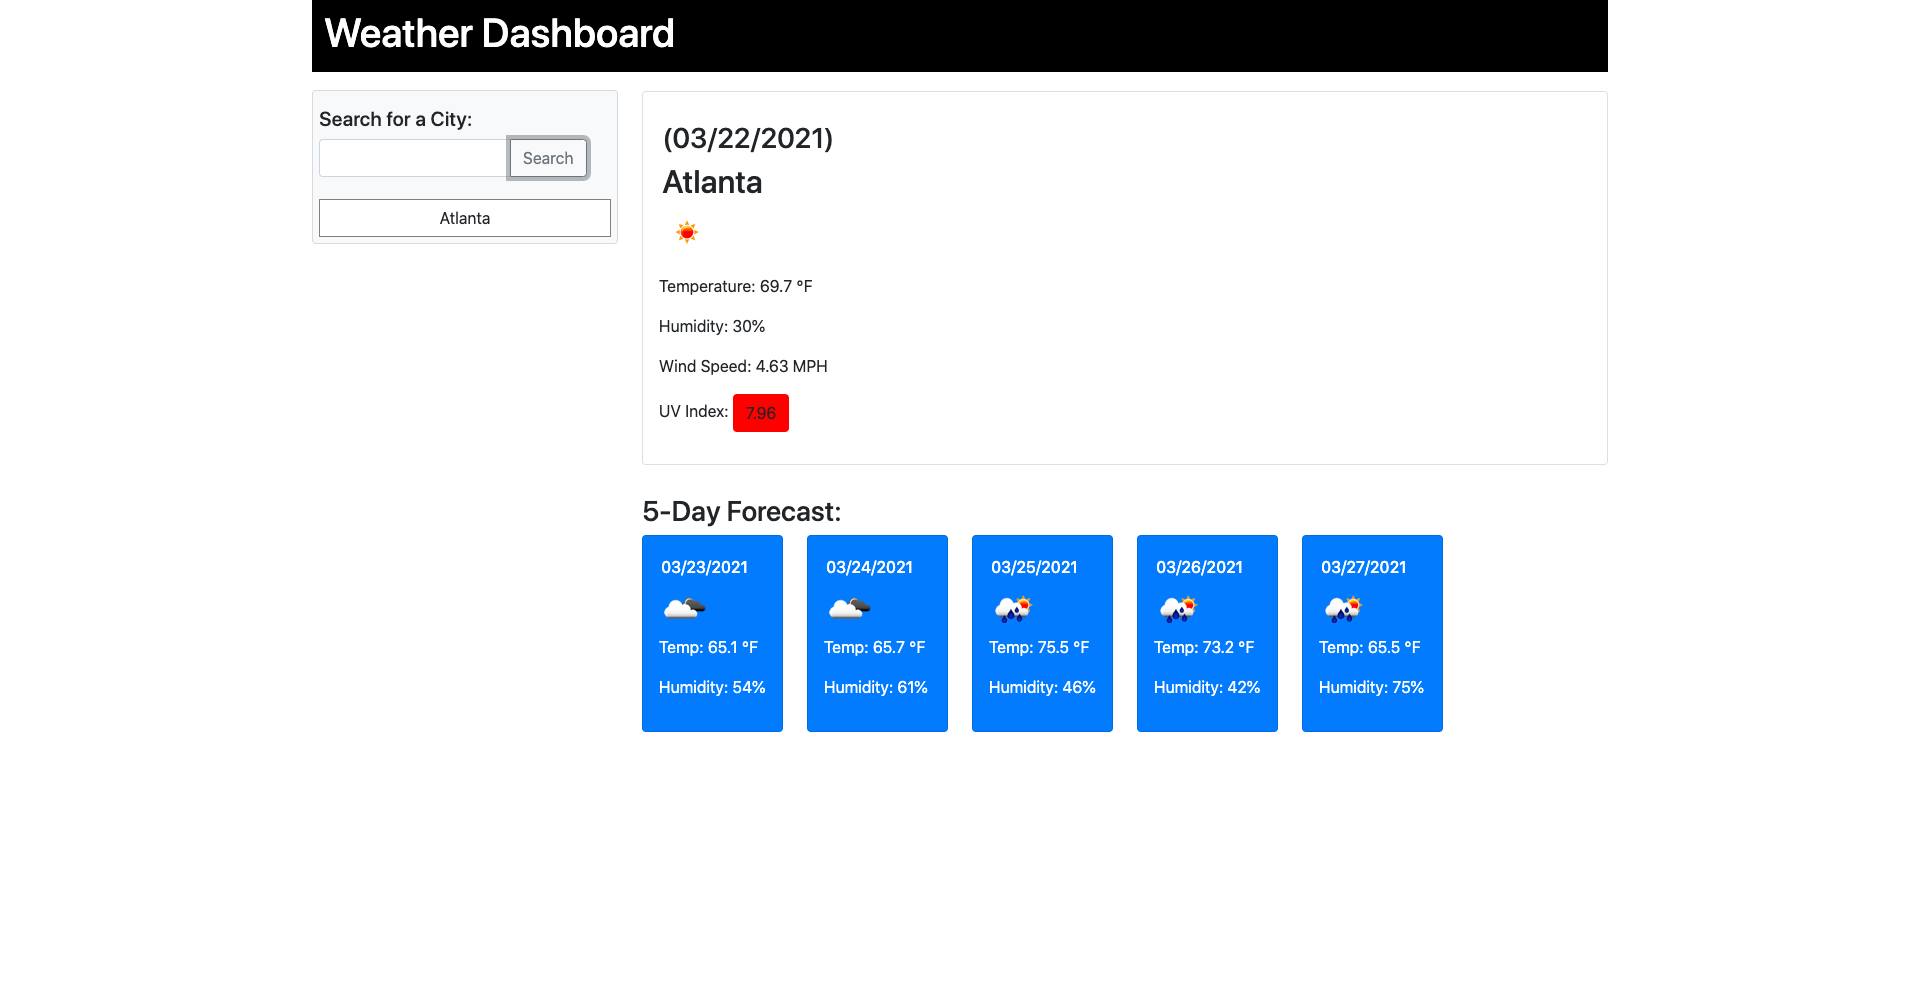 Weather Dashboard
Search for a City:
Search
Atlanta
(03/22/2021)
Atlanta
Temperature: 69.7 °F
Humidity: 30%
Wind Speed: 4.63 MPH
UV Index: 7.96
5-Day Forecast:
03/23/2021
Temp: 65.1 °F
Humidity: 54%
03/24/2021
Temp: 65.7 °F
Humidity: 61%
03/25/2021
Temp: 75.5 °F
Humidity: 46%
03/26/2021
Temp: 73.2 °F
Humidity: 42%
03/27/2021
Temp: 65.5 °F
Humidity: 75%